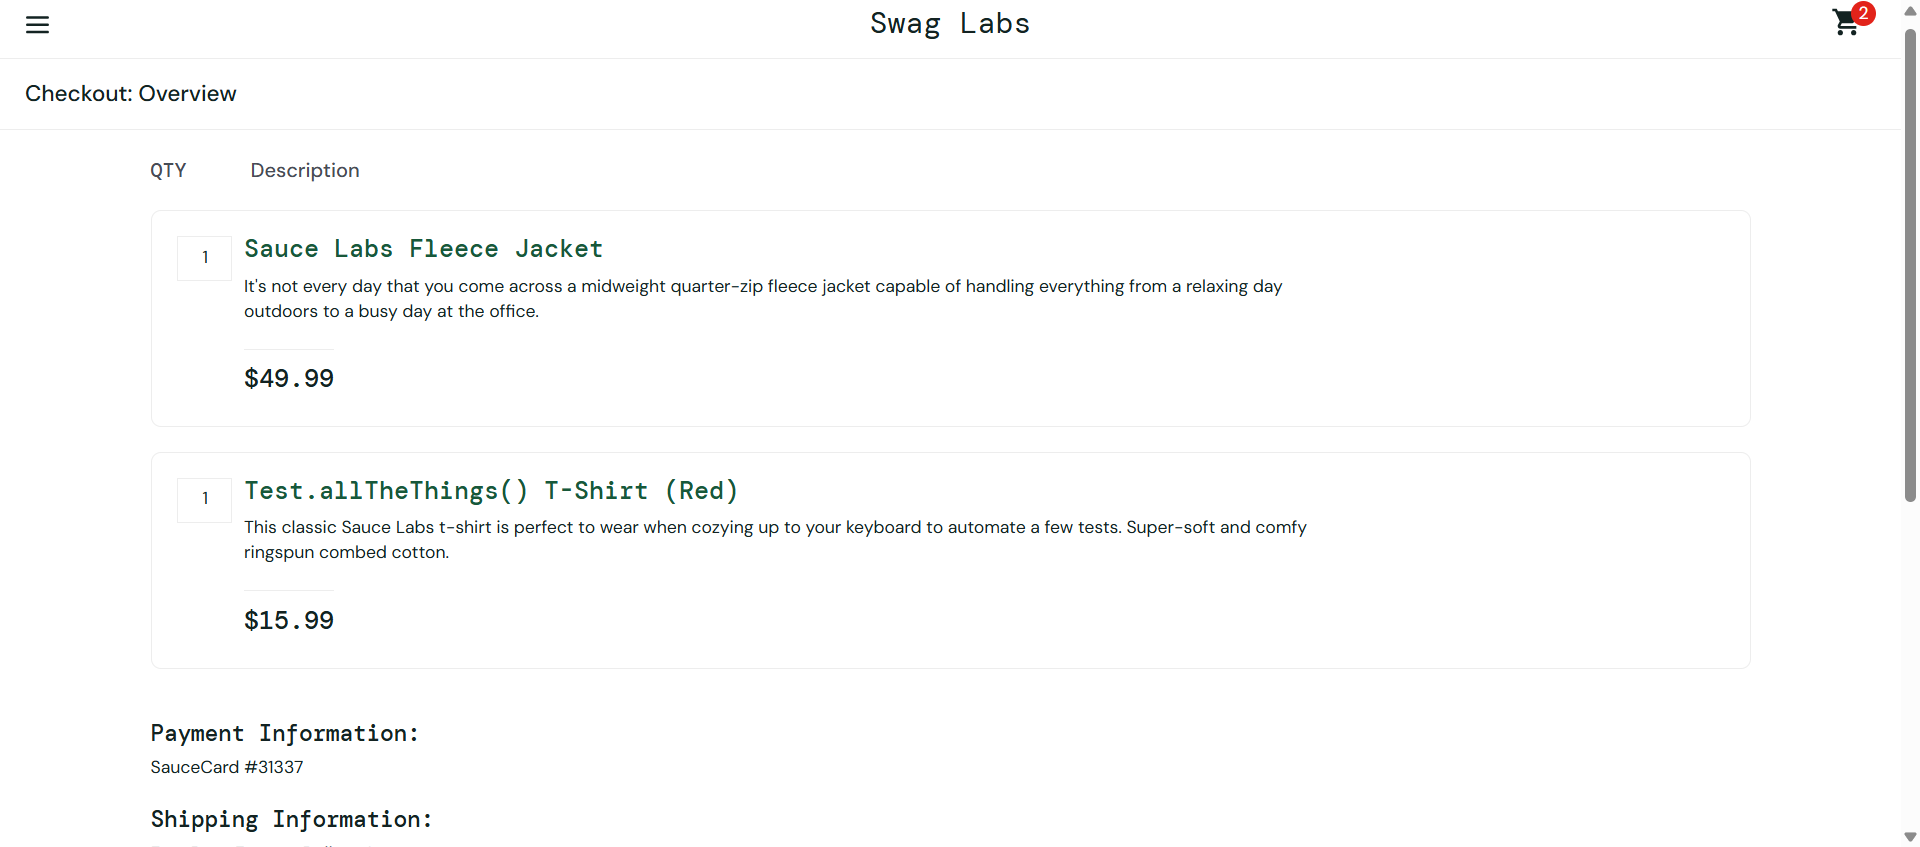 Swag Labs
2
Checkout: Overview
QTY Description
1
Sauce Labs Fleece Jacket
It's not every day that you come across a midweight quarter-zip fleece jacket capable of handling everything from a relaxing day
outdoors to a busy day at the office.
$49.99
1
Test.allTheThings() T-Shirt (Red)
This classic Sauce Labs t-shirt is perfect to wear when cozying up to your keyboard to automate a few tests. Super-soft and comfy
ringspun combed cotton.
$15.99
Payment Information:
SauceCard #31337
Shipping Information: